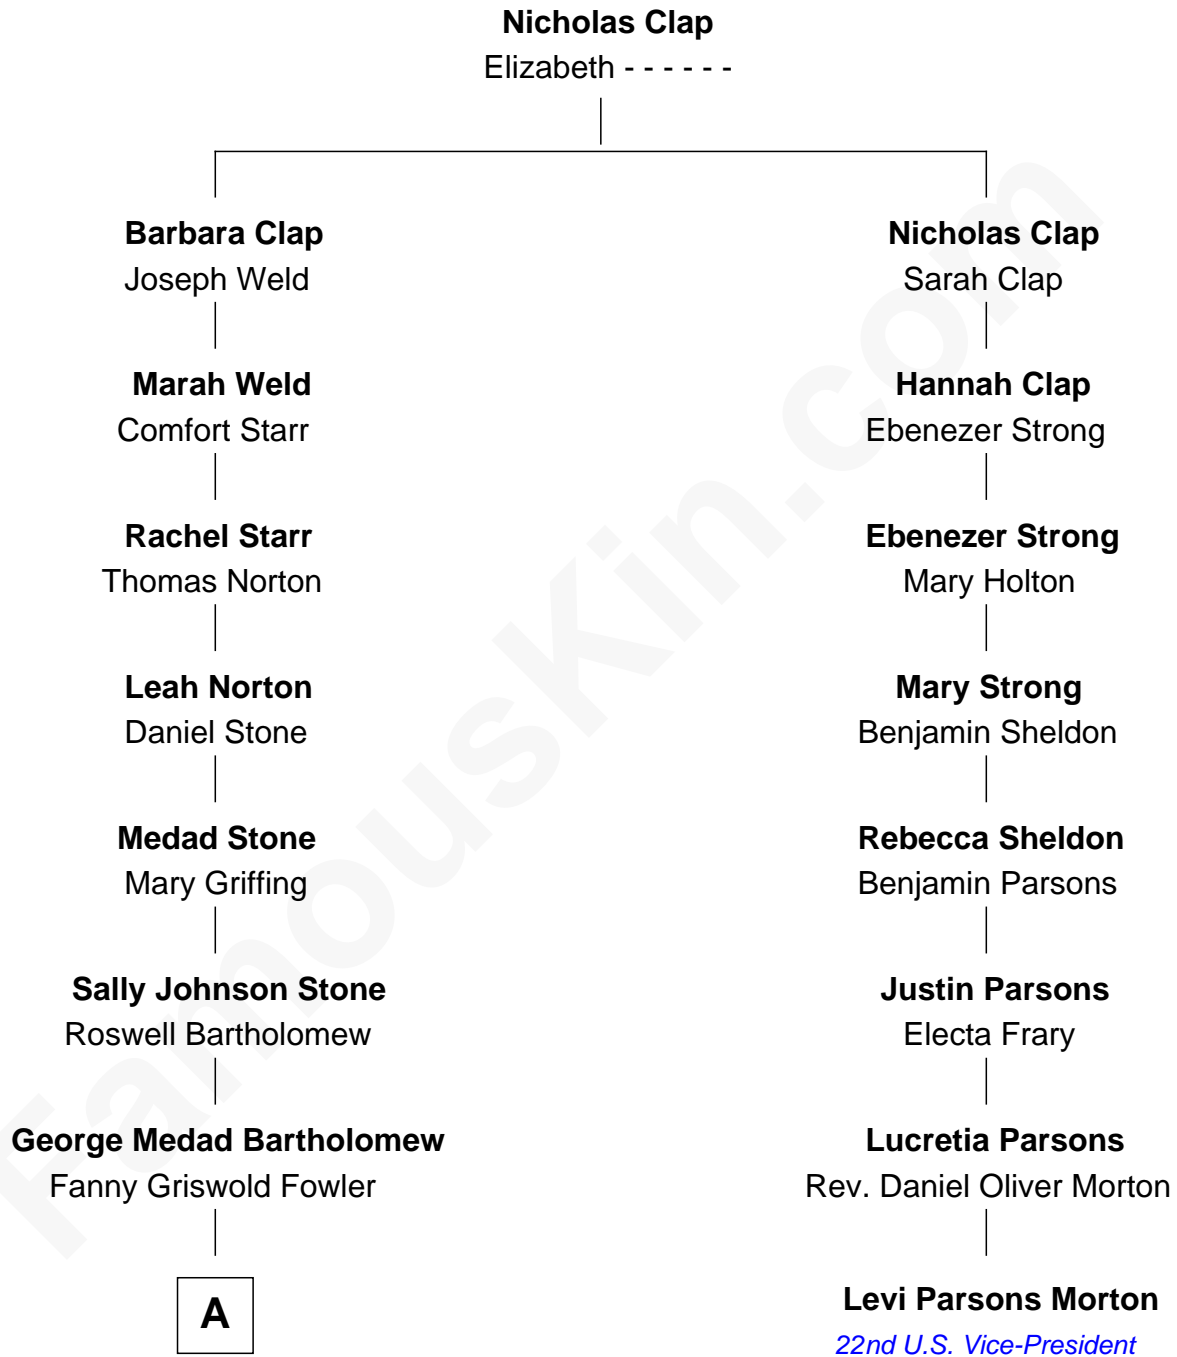 Nicholas Clap
Elizabeth - - - - - -
Barbara Clap
Joseph Weld
Marah Weld
Comfort Starr
Rachel Starr
Thomas Norton
Leah Norton
Daniel Stone
Medad Stone
Mary Griffing
Sally Johnson Stone
Roswell Bartholomew
George Medad Bartholomew
Fanny Griswold Fowler
A
Nicholas Clap
Sarah Clap
Hannah Clap
Ebenezer Strong
Ebenezer Strong
Mary Holton
Mary Strong
Benjamin Sheldon
Rebecca Sheldon
Benjamin Parsons
Justin Parsons
Electa Frary
Lucretia Parsons
Rev. Daniel Oliver Morton
Levi Parsons Morton
22nd U.S. Vice-President
FamousKin.com